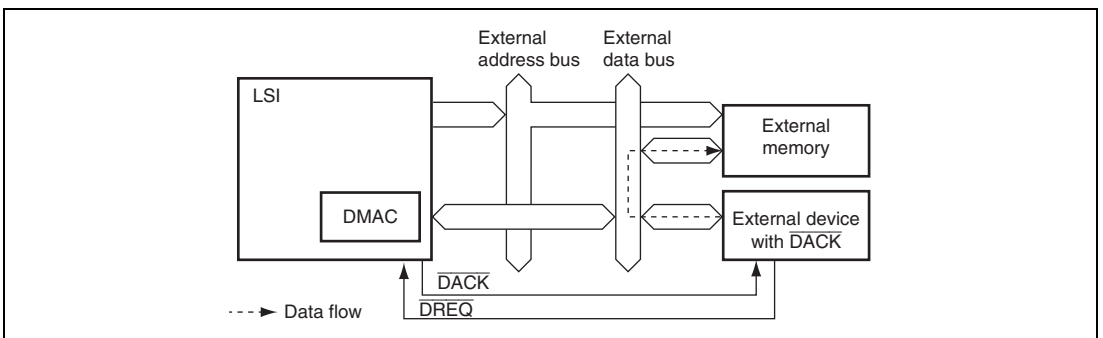 External
address bus
External
data bus
LSI
External
memory
DMAC
External device
with DACK
DACK
DREQ
Data flow